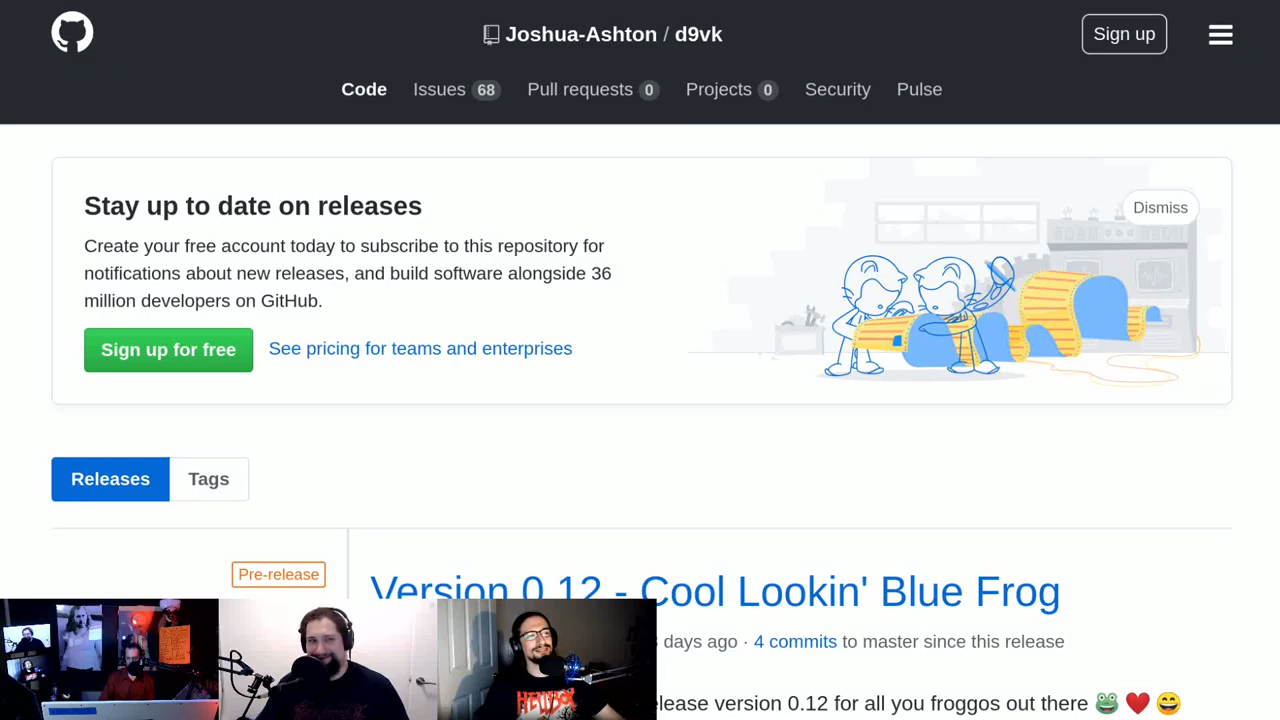 Joshua-Ashton / d9vk
Sign up
Code Issues 68 Pull requests 0 Projects 0 Security Pulse
Stay up to date on releases
Dismiss
Create your free account today to subscribe to this repository for
notifications about new releases, and build software alongside 36
million developers on GitHub.
Sign up for free See pricing for teams and enterprises
Releases Tags
Pre-release
Version 0.12 - Cool Lookin' Blue Frog
days ago · 4 commits to master since this release
version 0.12 for all you froggos out there 🐸 ❤️ 😄
HELLBOY